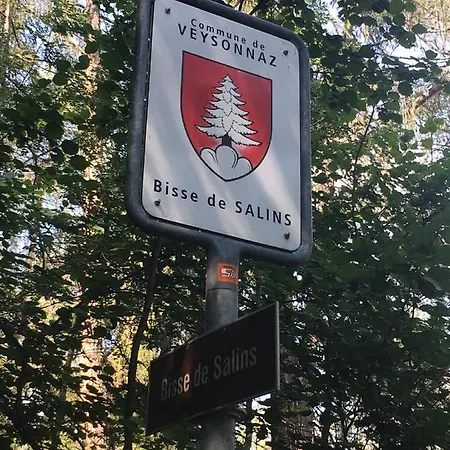 Commune de
VEYSONNAZ
Bisse de SALINS
Bisse de Salins